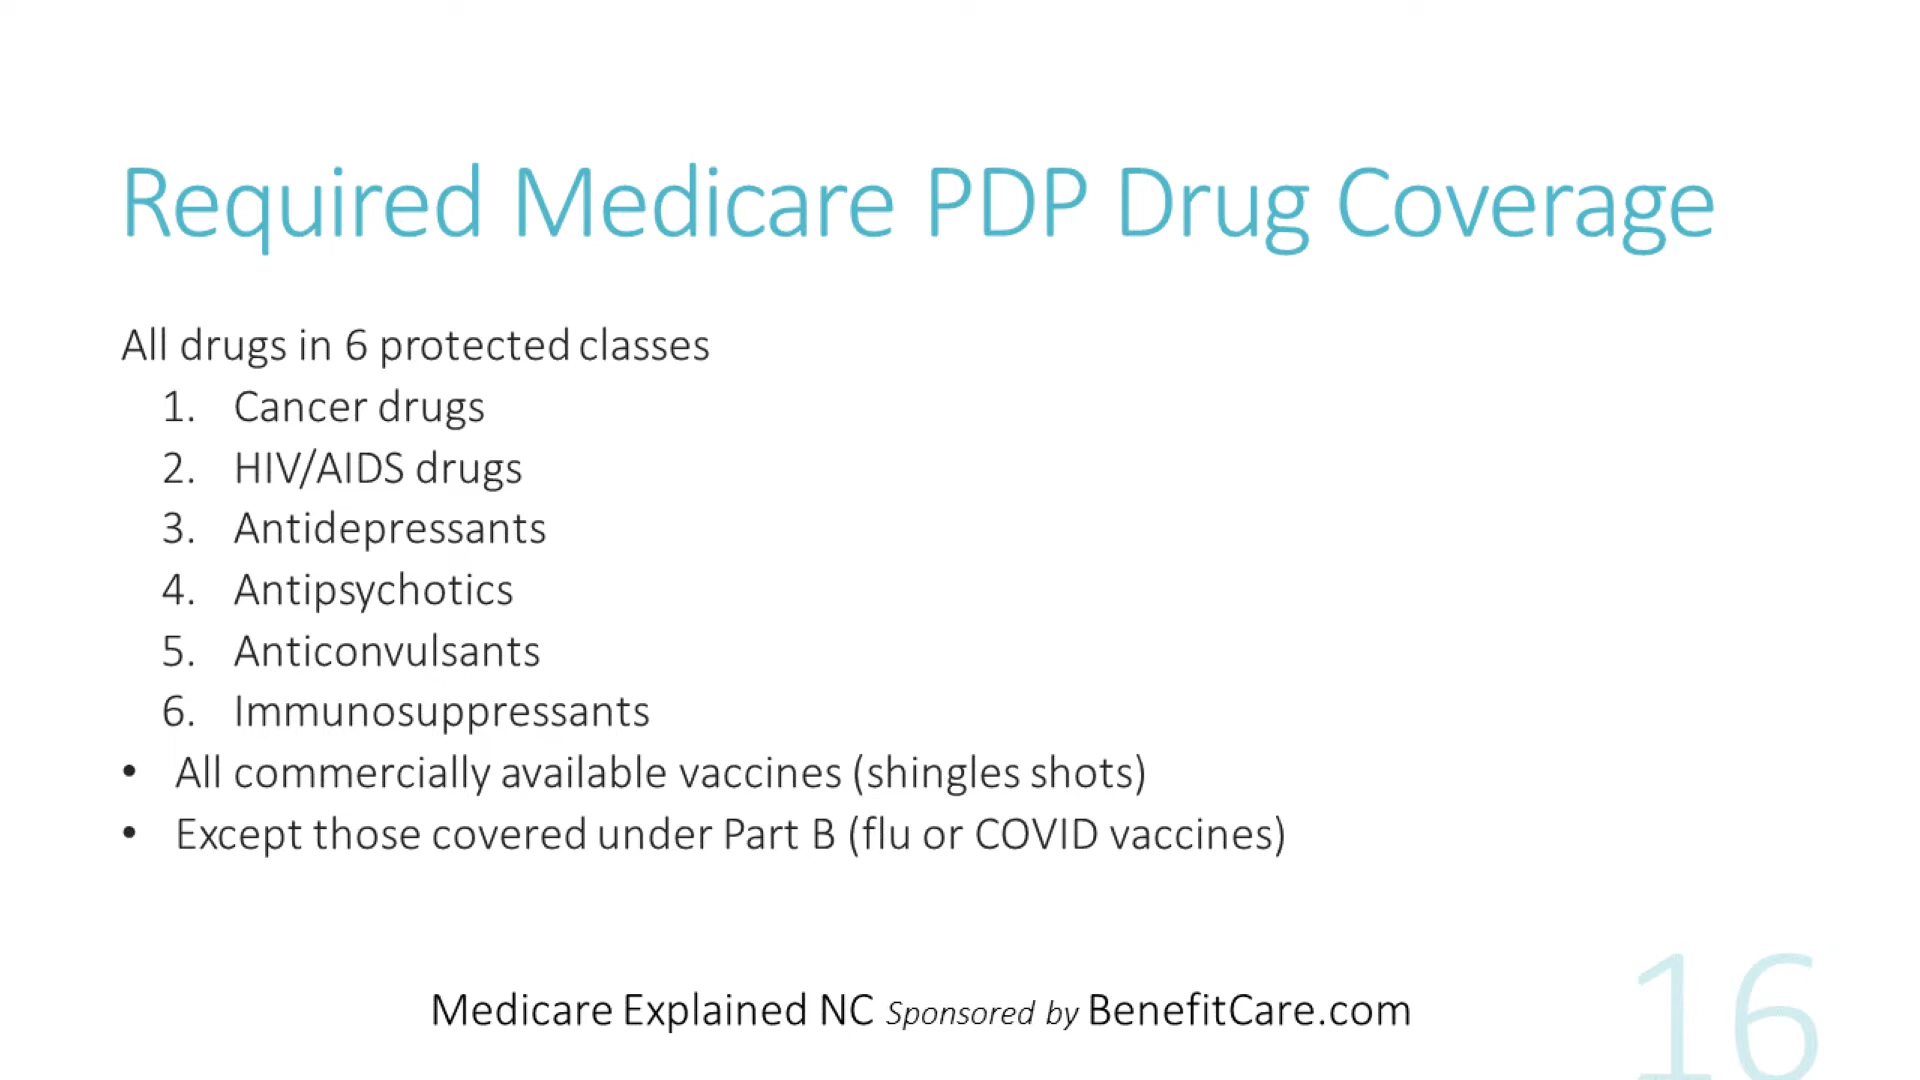 Required Medicare PDP Drug Coverage
All drugs in 6 protected classes
1. Cancer drugs
2. HIV/AIDS drugs
3. Antidepressants
4. Antipsychotics
5. Anticonvulsants
6. Immunosuppressants
• All commercially available vaccines (shingles shots)
• Except those covered under Part B (flu or COVID vaccines)
Medicare Explained NC Sponsored by BenefitCare.com
16